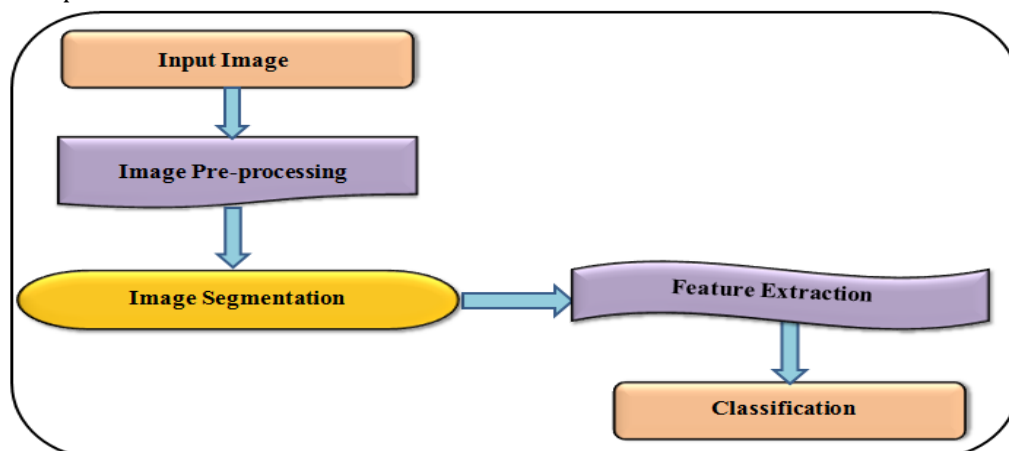 Input Image
Image Pre-processing
Image Segmentation
Feature Extraction
Classification